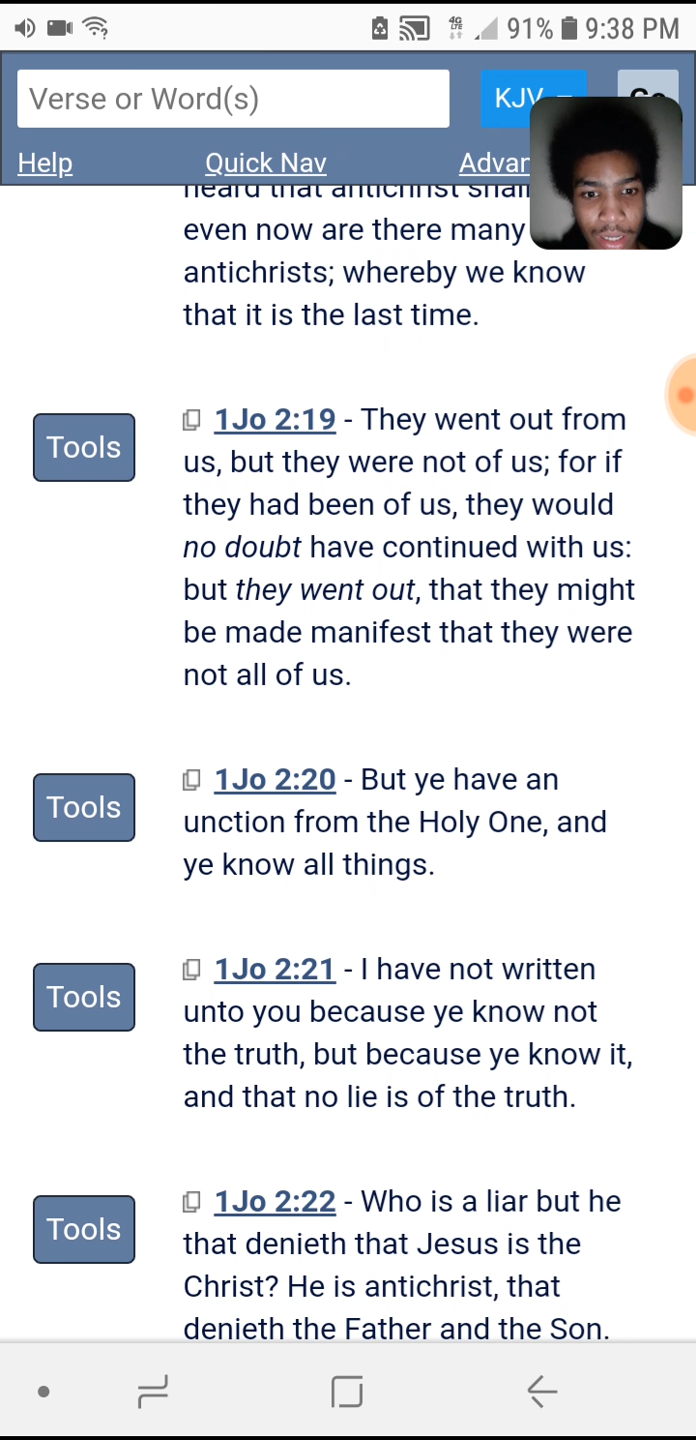 4G
LTE
91% 9:38 PM
Verse or Word(s)
KJV
Help
Quick Nav
heard that antichrist
even now are there many
antichrists; whereby we know
that it is the last time.
Tools
1Jo 2:19 - They went out from
us, but they were not of us; for if
they had been of us, they would
no doubt have continued with us:
but they went out, that they might
be made manifest that they were
not all of us.
Tools
1Jo 2:20 - But ye have an
unction from the Holy One, and
ye know all things.
Tools
1Jo 2:21 - I have not written
unto you because ye know not
the truth, but because ye know it,
and that no lie is of the truth.
Tools
1Jo 2:22 - Who is a liar but he
that denieth that Jesus is the
Christ? He is antichrist, that
denieth the Father and the Son.